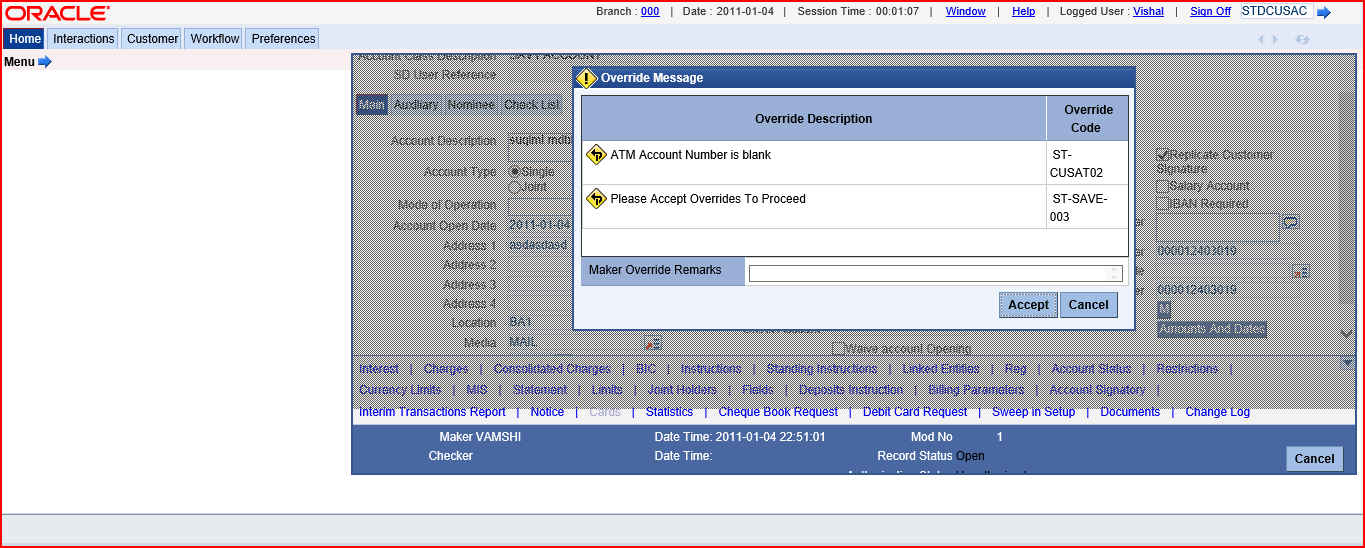 ORACLE
Branch : 000 | Date : 2011-01-04 | Session Time : 00:01:07 | Window | Help | Logged User : Vishal | Sign Off STDCUSAC
Home Interactions Customer Workflow Preferences
Menu
Account Class Description SAVY ACCOUNT
SD User Reference
Main Auxiliary Nominee Check List
Account Description
Account Type Single
Joint
Mode of Operation
Account Open Date 2011-01-04
Address 1 asdasdasd
Address 2
Address 3
Address 4
Location BA1
Media MAIL
Override Message
Override Description Override Code
ATM Account Number is blank ST-CUSAT02
Please Accept Overrides To Proceed ST-SAVE-003
Maker Override Remarks
Accept Cancel
Replicate Customer
Signature
Salary Account
IBAN Required
000012403019
000012403019
M
Amounts And Dates
Waive account Opening
Interest | Charges | Consolidated Charges | BIC | Instructions | Standing Instructions | Linked Entities | Reg | Account Status | Restrictions |
Currency Limits | MIS | Statement | Limits | Joint Holders | Fields | Deposits Instruction | Billing Parameters | Account Signatory |
Interim Transactions Report | Notice | Cards | Statistics | Cheque Book Request | Debit Card Request | Sweep in Setup | Documents | Change Log
Maker VAMSHI Date Time: 2011-01-04 22:51:01 Mod No 1
Checker Date Time: Record Status Open
Cancel